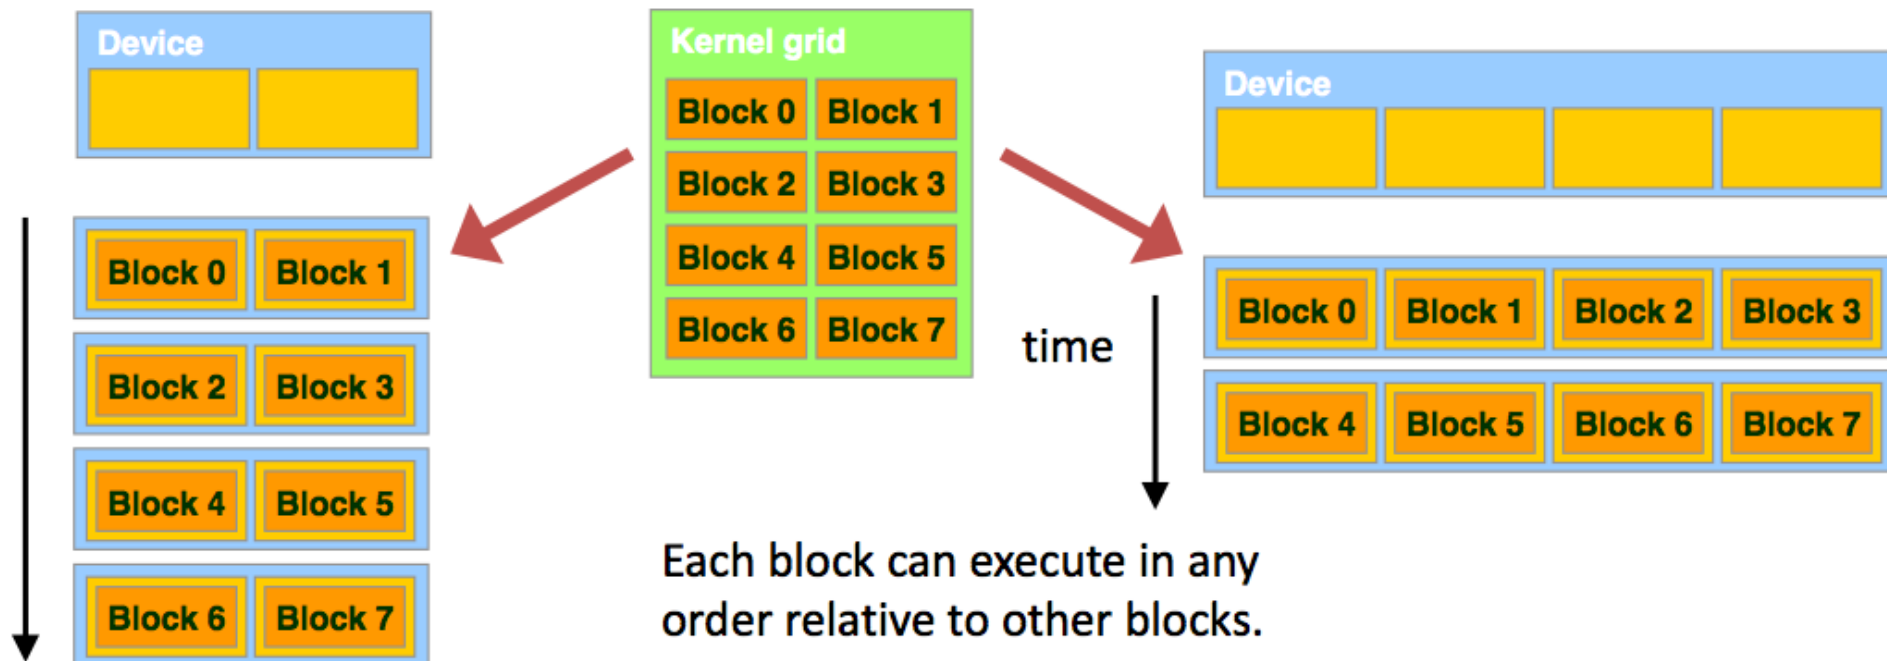 Device
Block 0 Block 1
Block 2 Block 3
Block 4 Block 5
Block 6 Block 7
Kernel grid
Block 0 Block 1
Block 2 Block 3
Block 4 Block 5
Block 6 Block 7
Device
time
Block 0 Block 1 Block 2 Block 3
Block 4 Block 5 Block 6 Block 7
Each block can execute in any
order relative to other blocks.